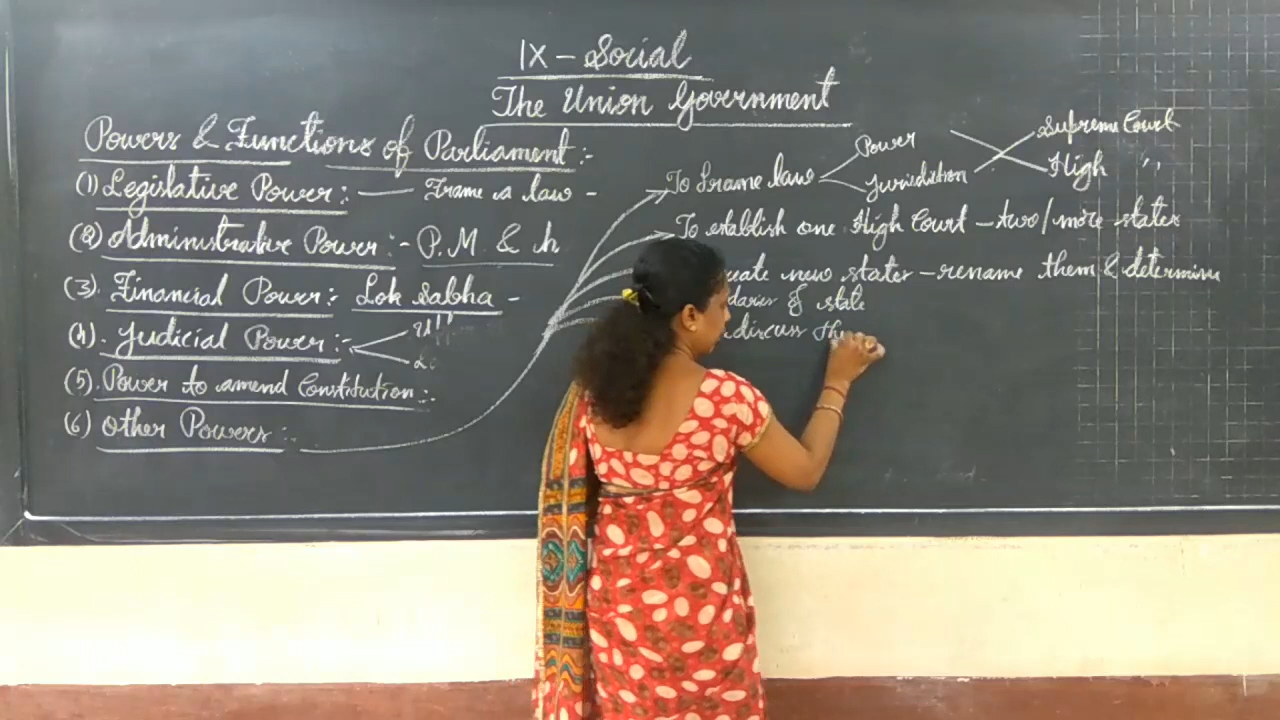 IX - Social
The Union Government
Powers & Functions of Parliament:-
(1) Legislative Power: — Frame a law -
(2) Administrative Power:- P.M & h
(3). Financial Power: Lok Sabha -
(4). Judicial Power:-
(5). Power to amend Constitution:-
(6) Other Powers:-
To frame law
Power
Jurisdiction
Supreme Court
High ,,
To establish one High Court - two/more states
new states - rename them & determine
of state
discuss the